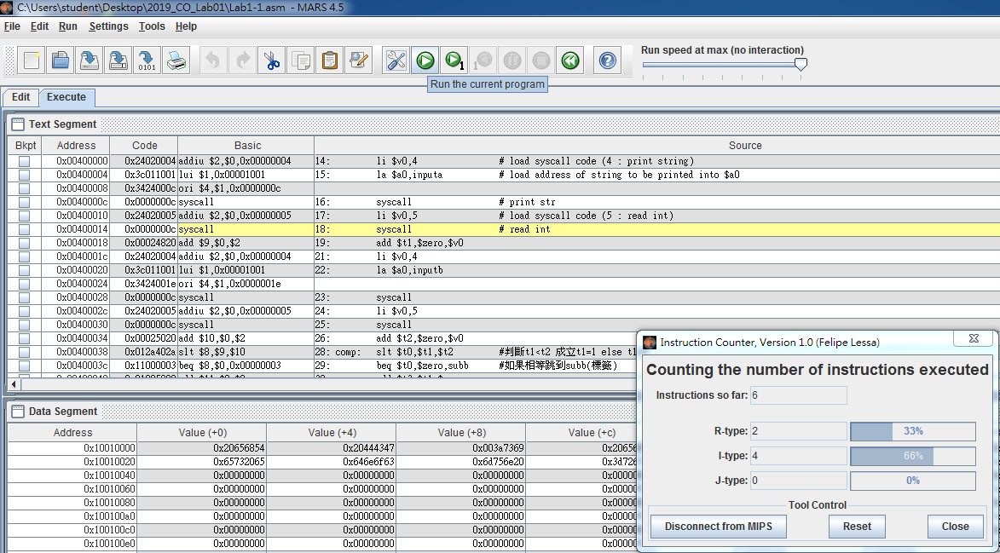 C:\Users\student\Desktop\2019_CO_Lab01\Lab1-1.asm - MARS 4.5
File Edit Run Settings Tools Help
Run speed at max (no interaction)
Run the current program
Edit Execute
Text Segment
Bkpt Address Code Basic Source
0x00400000 0x24020004 addiu $2,$0,0x00000004 14: li $v0,4 # load syscall code (4 : print string)
0x00400004 0x3c011001 lui $1,0x00001001 15: la $a0,inputa # load address of string to be printed into $a0
0x00400008 0x3424000c ori $4,$1,0x0000000c
0x0040000c 0x0000000c syscall 16: syscall # print str
0x00400010 0x24020005 addiu $2,$0,0x00000005 17: li $v0,5 # load syscall code (5 : read int)
0x00400014 0x0000000c syscall 18: syscall # read int
0x00400018 0x00024820 add $9,$0,$2 19: add $t1,$zero,$v0
0x0040001c 0x24020004 addiu $2,$0,0x00000004 21: li $v0,4
0x00400020 0x3c011001 lui $1,0x00001001 22: la $a0,inputb
0x00400024 0x3424001e ori $4,$1,0x0000001e
0x00400028 0x0000000c syscall 23: syscall
0x0040002c 0x24020005 addiu $2,$0,0x00000005 24: li $v0,5
0x00400030 0x0000000c syscall 25: syscall
0x00400034 0x00025020 add $10,$0,$2 26: add $t2,$zero,$v0
0x00400038 0x012a402a slt $8,$9,$10 28: comp: slt $t0,$t1,$t2 #判斷t1<t2 成立t1=1 else t1
0x0040003c 0x11000003 beq $8,$0,0x00000003 29: beq $t0,$zero,subb #如果相等跳到subb(標籤)
Data Segment
Address Value (+0) Value (+4) Value (+8) Value (+c)
0x10010000 0x20656854 0x20444347 0x003a7369 0x20656
0x10010020 0x65732065 0x646e6f63 0x6d756e20 0x3d726
0x10010040 0x00000000 0x00000000 0x00000000 0x00000
0x10010060 0x00000000 0x00000000 0x00000000 0x00000
0x10010080 0x00000000 0x00000000 0x00000000 0x00000
0x100100a0 0x00000000 0x00000000 0x00000000 0x00000
0x100100c0 0x00000000 0x00000000 0x00000000 0x00000
0x100100e0 0x00000000 0x00000000 0x00000000 0x00000
Instruction Counter, Version 1.0 (Felipe Lessa)
Counting the number of instructions executed
Instructions so far: 6
R-type: 2 33%
I-type: 4 66%
J-type: 0 0%
Tool Control
Disconnect from MIPS Reset Close